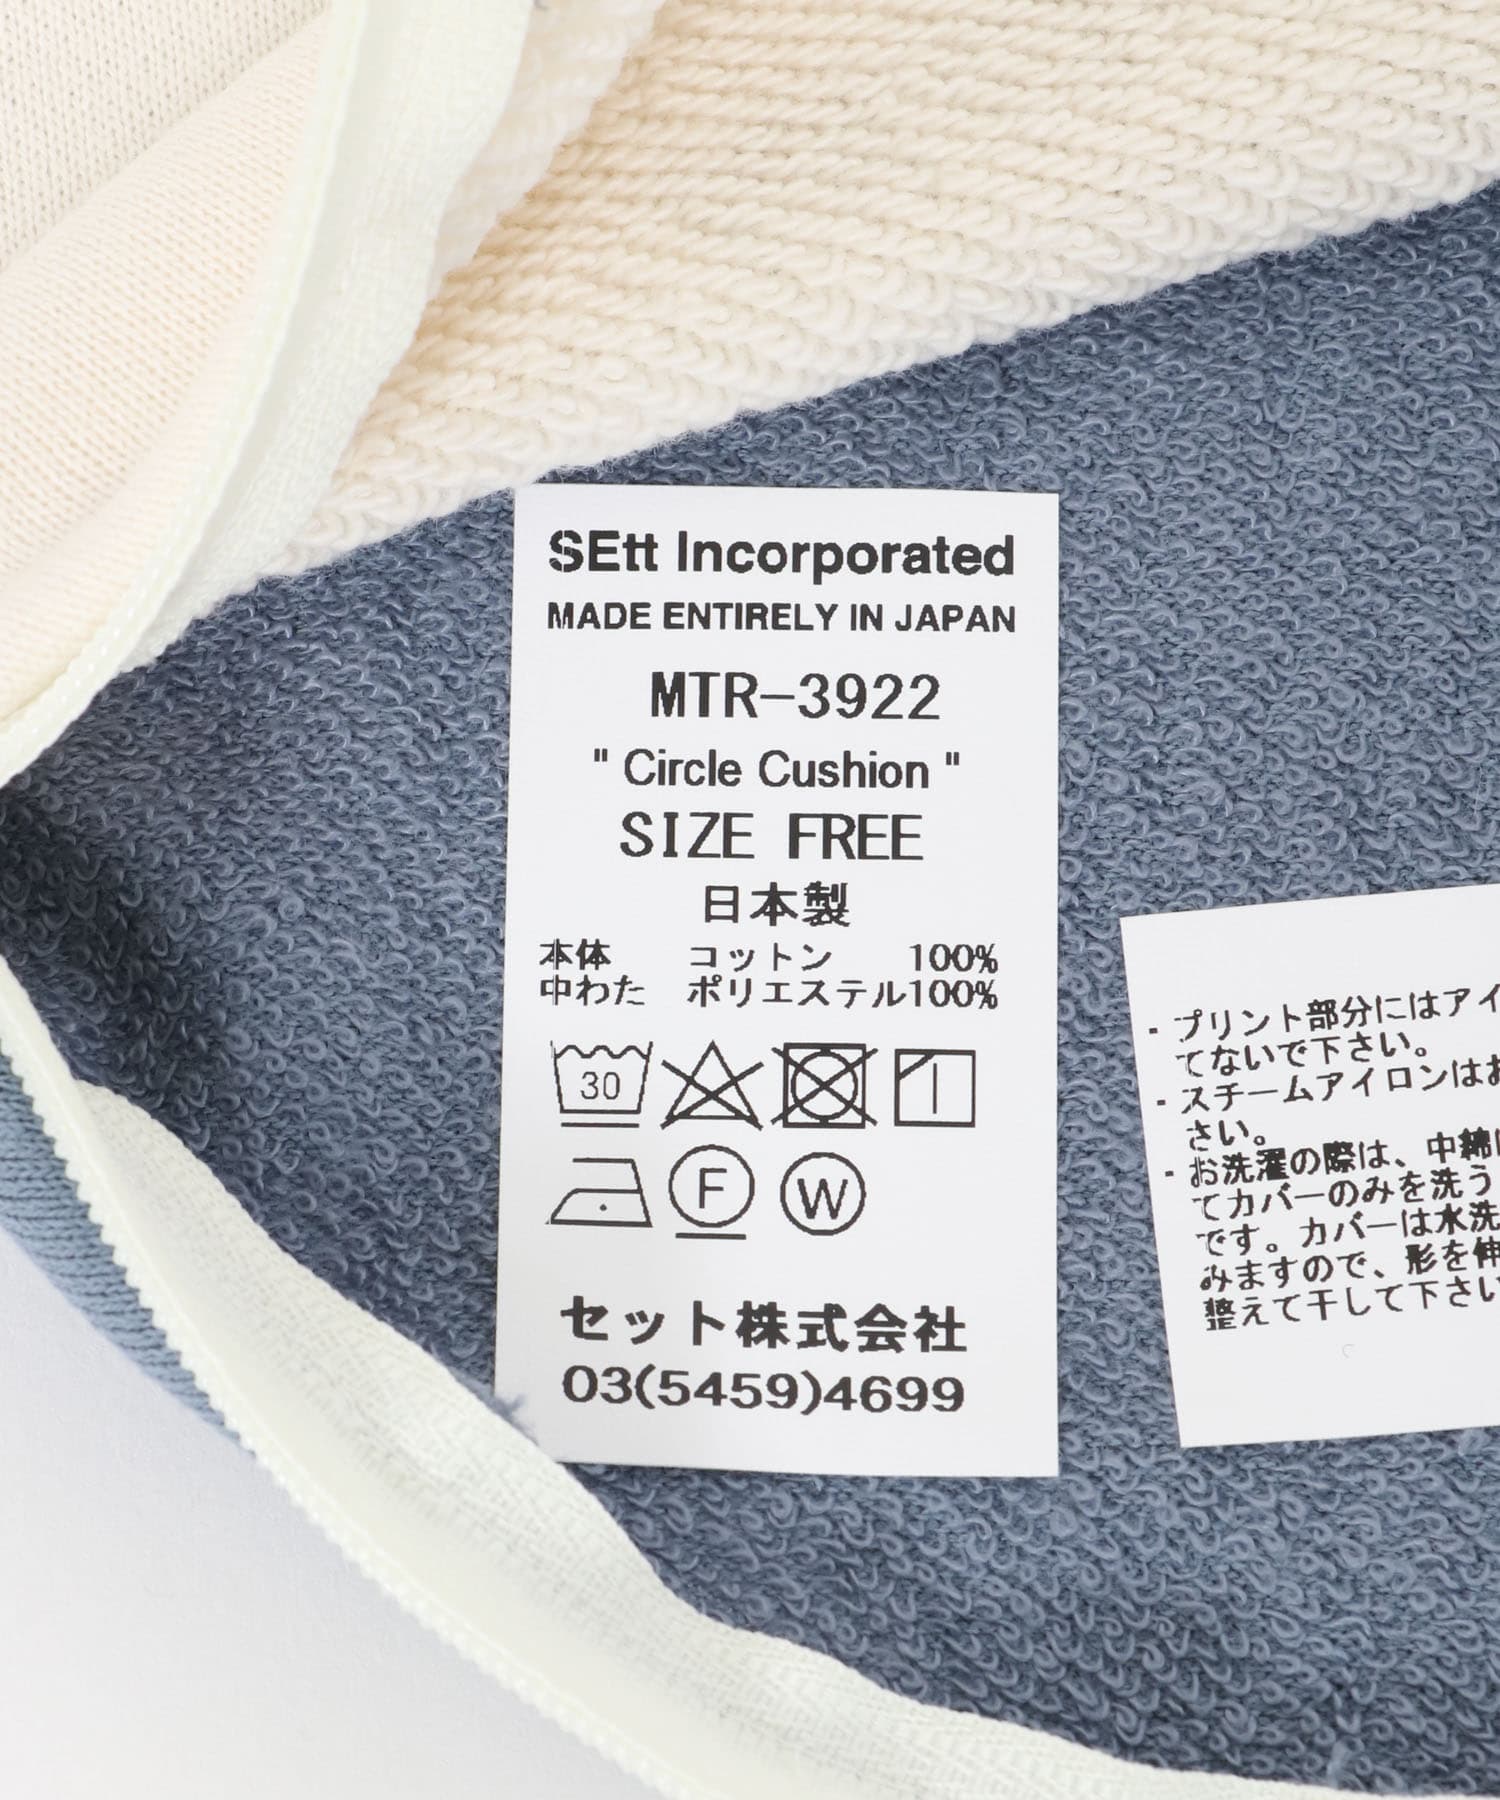 SEtt Incorporated
MADE ENTIRELY IN JAPAN
MTR-3922
" Circle Cushion "
SIZE FREE
日本製
本体 コットン 100%
中わた ポリエステル100%
30
F W
セット株式会社
03(5459)4699
・プリント部分にはアイ
てないで下さい。
・スチームアイロンはお
さい。
・お洗濯の際は、中綿
てカバーのみを洗う
です。カバーは水洗
みますので、形を伸
整えて干して下さい